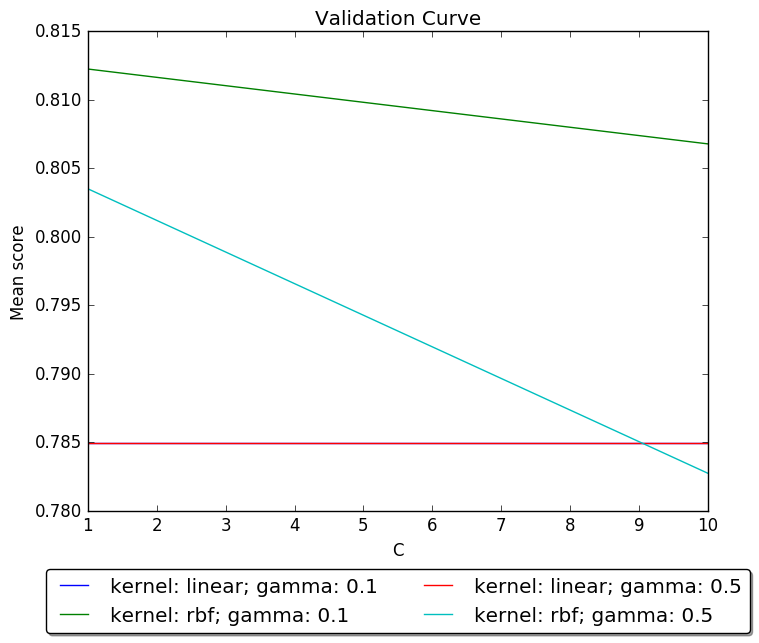 Validation Curve
0.815
0.810
0.805
0.800
0.795
0.790
0.785
0.780
Mean score
1 2 3 4 5 6 7 8 9 10
C
kernel: linear; gamma: 0.1 kernel: linear; gamma: 0.5
kernel: rbf; gamma: 0.1 kernel: rbf; gamma: 0.5